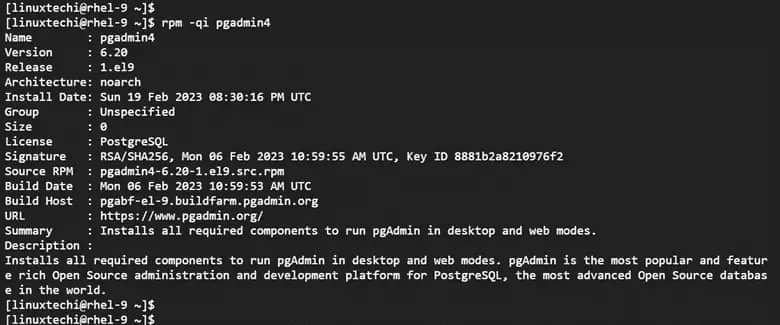 [linuxtechi@rhel-9 ~]$
[linuxtechi@rhel-9 ~]$ rpm -qi pgadmin4
Name        : pgadmin4
Version     : 6.20
Release     : 1.el9
Architecture: noarch
Install Date: Sun 19 Feb 2023 08:30:16 PM UTC
Group       : Unspecified
Size        : 0
License     : PostgreSQL
Signature   : RSA/SHA256, Mon 06 Feb 2023 10:59:55 AM UTC, Key ID 8881b2a8210976f2
Source RPM  : pgadmin4-6.20-1.el9.src.rpm
Build Date  : Mon 06 Feb 2023 10:59:53 AM UTC
Build Host  : pgabf-el-9.buildfarm.pgadmin.org
URL         : https://www.pgadmin.org/
Summary     : Installs all required components to run pgAdmin in desktop and web modes.
Description :
Installs all required components to run pgAdmin in desktop and web modes. pgAdmin is the most popular and featur
e rich Open Source administration and development platform for PostgreSQL, the most advanced Open Source databas
e in the world.
[linuxtechi@rhel-9 ~]$
[linuxtechi@rhel-9 ~]$